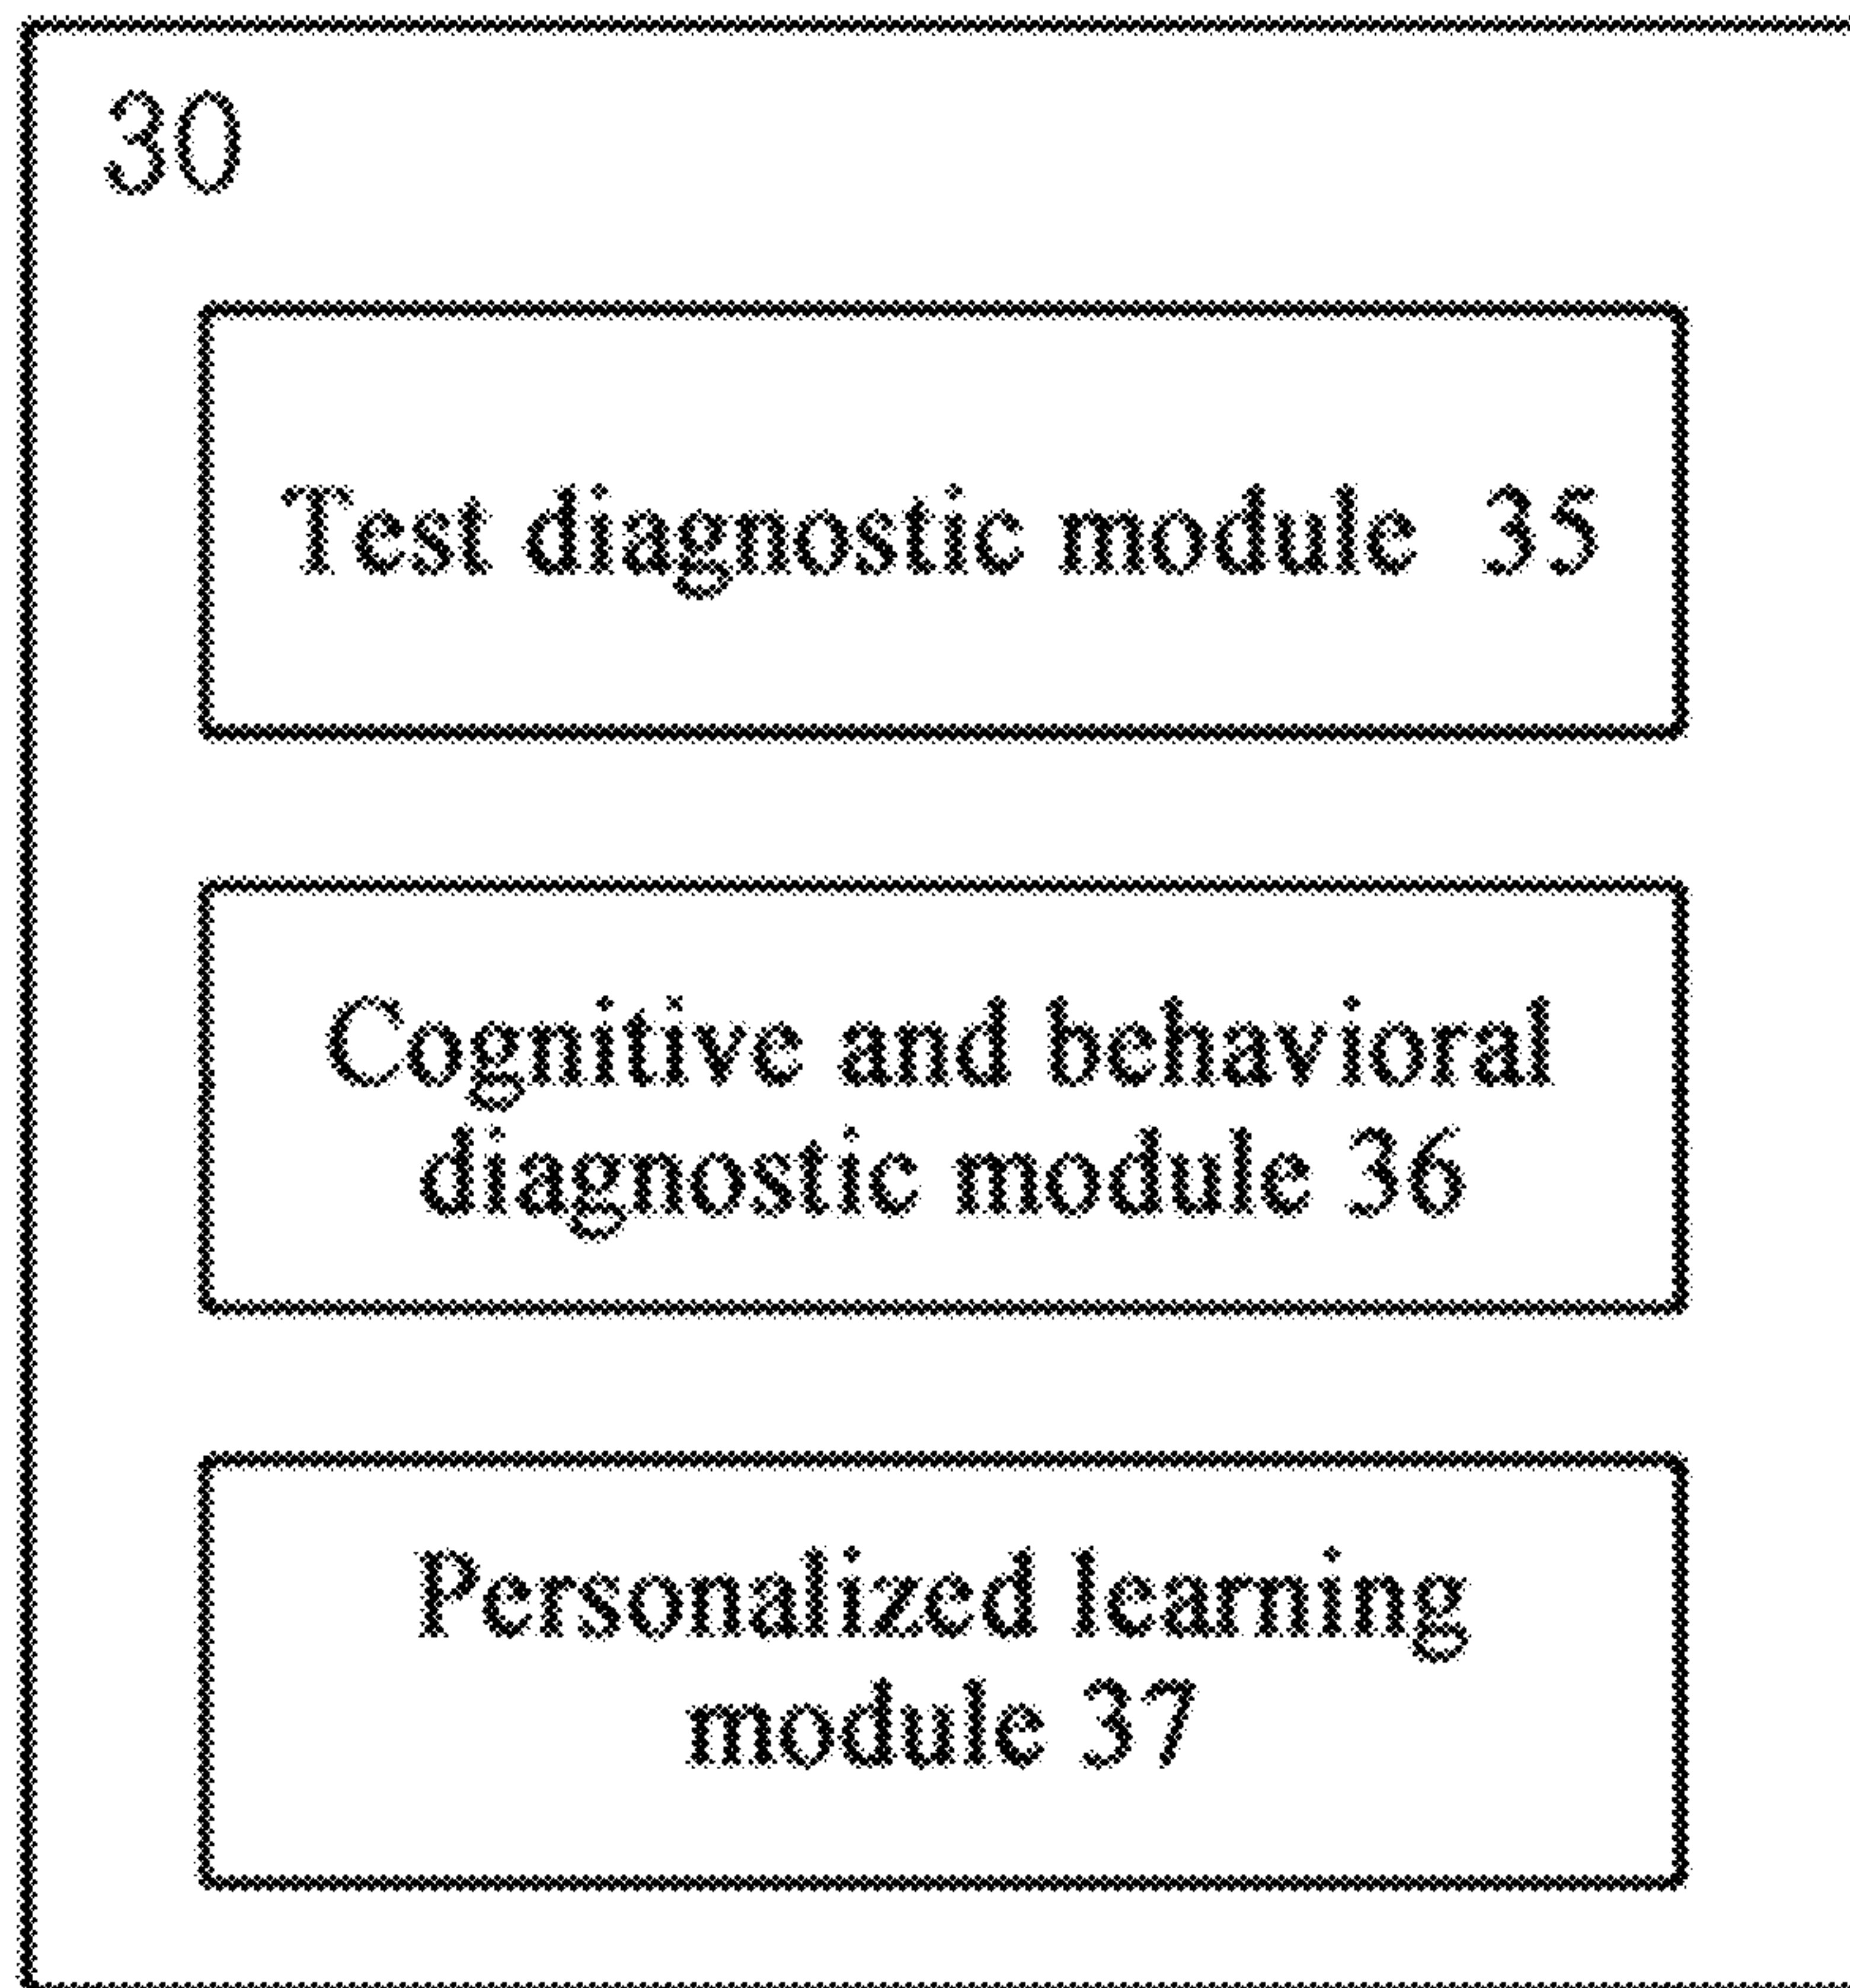 30
Test diagnostic module 35
Cognitive and behavioral
diagnostic module 36
Personalized learning
module 37